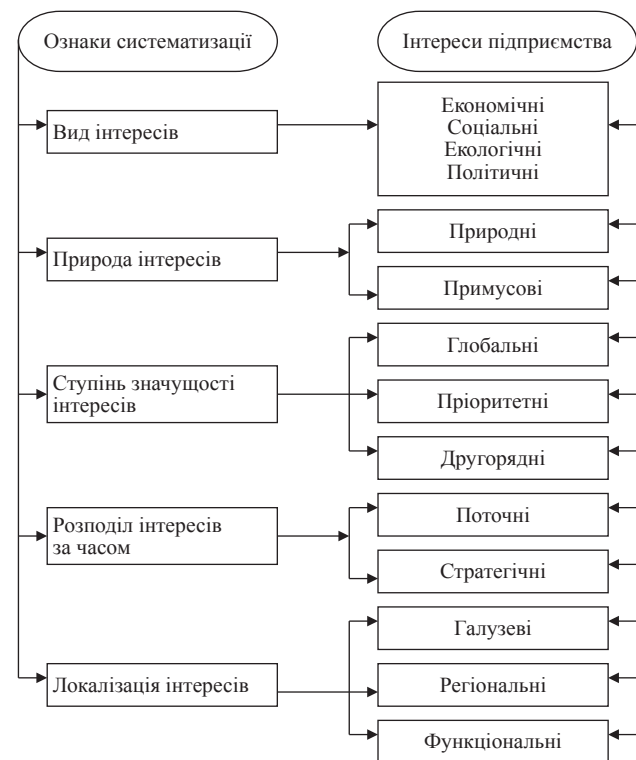 Ознаки систематизації
Інтереси підприємства
Вид інтересів
Економічні
Соціальні
Екологічні
Політичні
Природа інтересів
Природні
Примусові
Ступінь значущості
інтересів
Глобальні
Пріоритетні
Другорядні
Розподіл інтересів
за часом
Поточні
Стратегічні
Локалізація інтересів
Галузеві
Регіональні
Функціональні